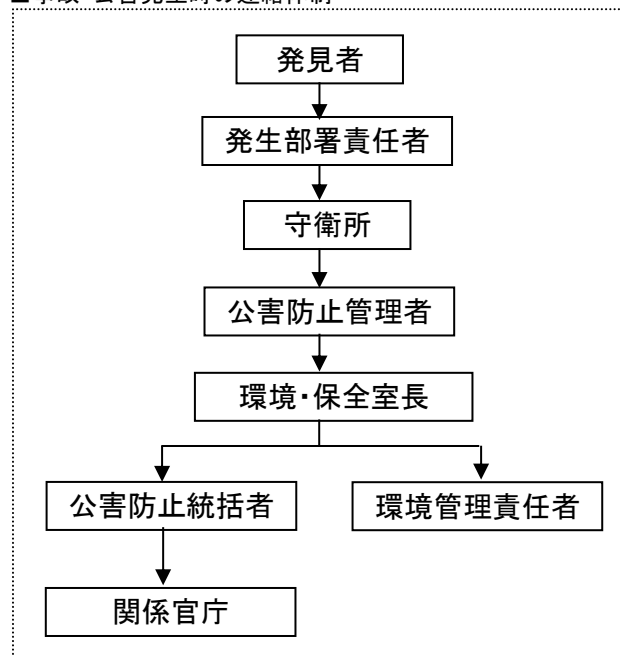 発見者
発生部署責任者
守衛所
公害防止管理者
環境・保全室長
公害防止統括者
環境管理責任者
関係官庁